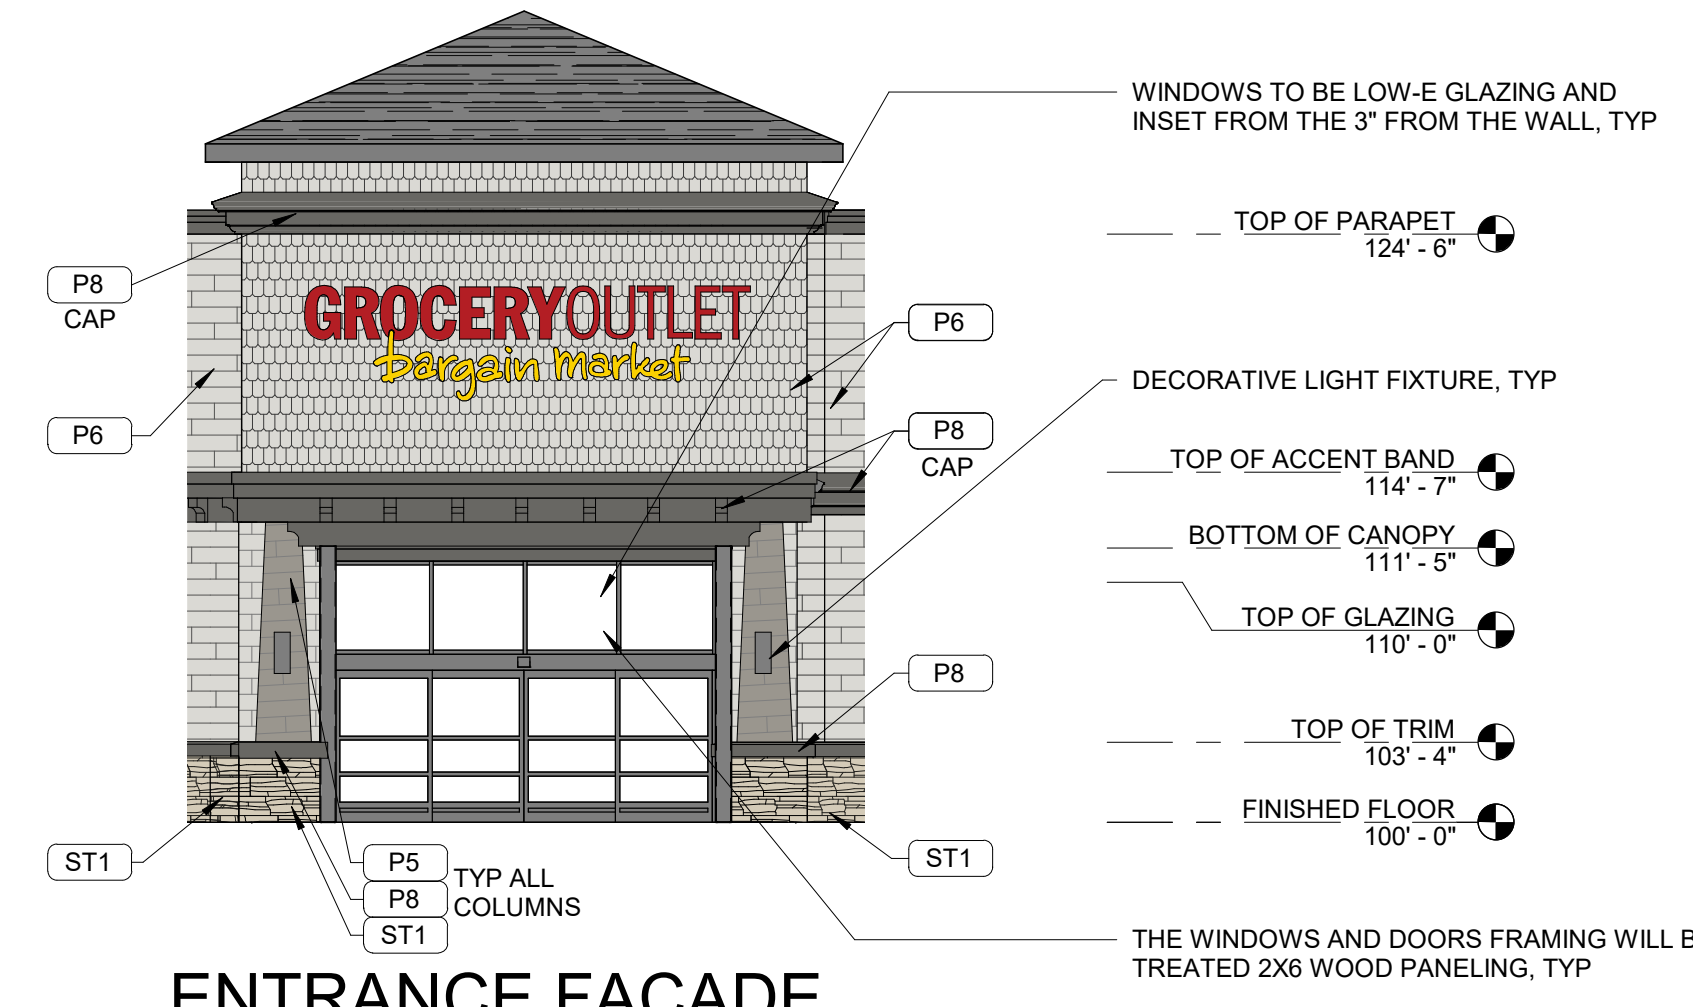 WINDOWS TO BE LOW-E GLAZING AND
INSET FROM THE 3" FROM THE WALL, TYP
TOP OF PARAPET
124' - 6"
P8
CAP
GROCERYOUTLET
bargain market
P6
DECORATIVE LIGHT FIXTURE, TYP
P6
P8
CAP
TOP OF ACCENT BAND
114' - 7"
BOTTOM OF CANOPY
111' - 5"
TOP OF GLAZING
110' - 0"
P8
TOP OF TRIM
103' - 4"
FINISHED FLOOR
100' - 0"
ST1
P5
P8
ST1
TYP ALL
COLUMNS
ST1
THE WINDOWS AND DOORS FRAMING WILL B
TREATED 2X6 WOOD PANELING, TYP
ENTRANCE FACADE